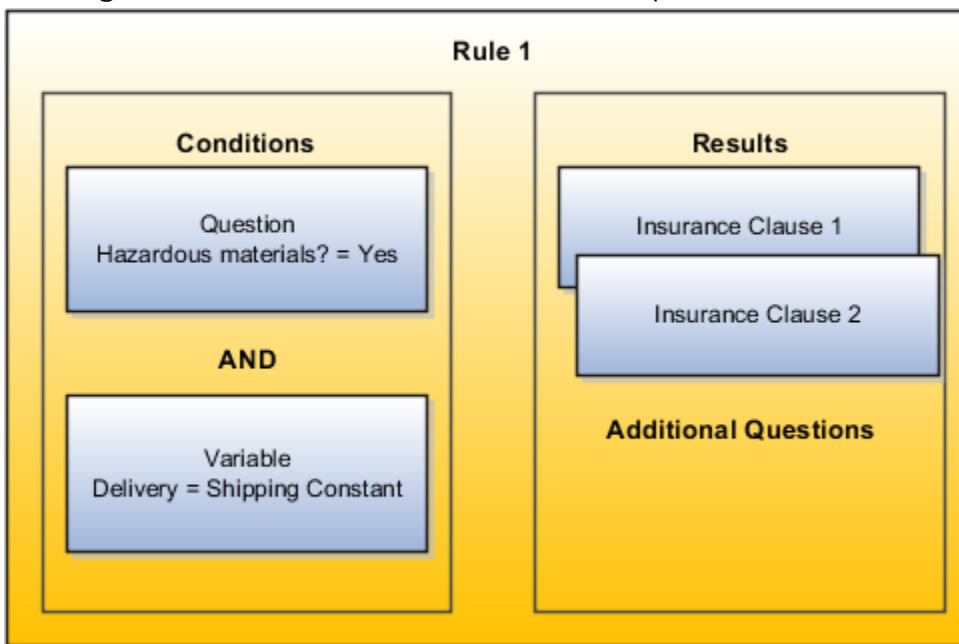 Rule 1
Conditions
Question
Hazardous materials? = Yes
AND
Variable
Delivery = Shipping Constant
Results
Insurance Clause 1
Insurance Clause 2
Additional Questions